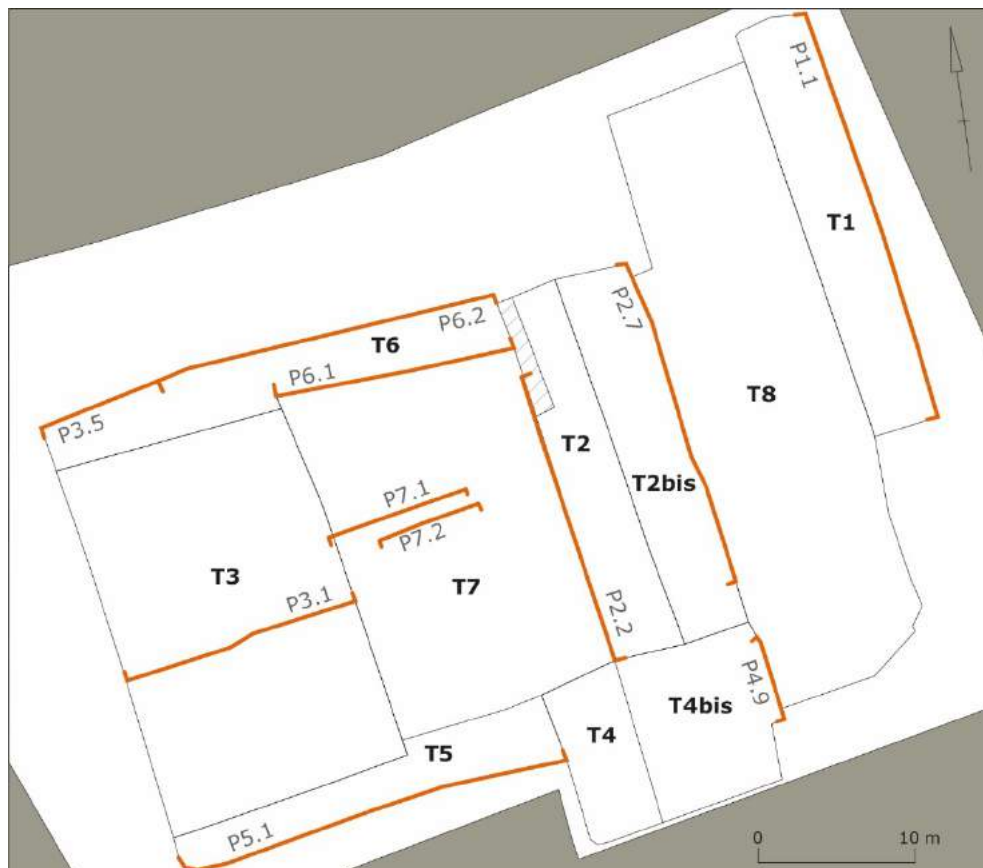 P1.1
T1
P2.7
P6.2
T6
P6.1
P3.5
T8
T2
T2bis
P7.1
P7.2
T3
T7
P3.1
P2.2
P4.9
T4bis
T4
T5
P5.1
0 10 m